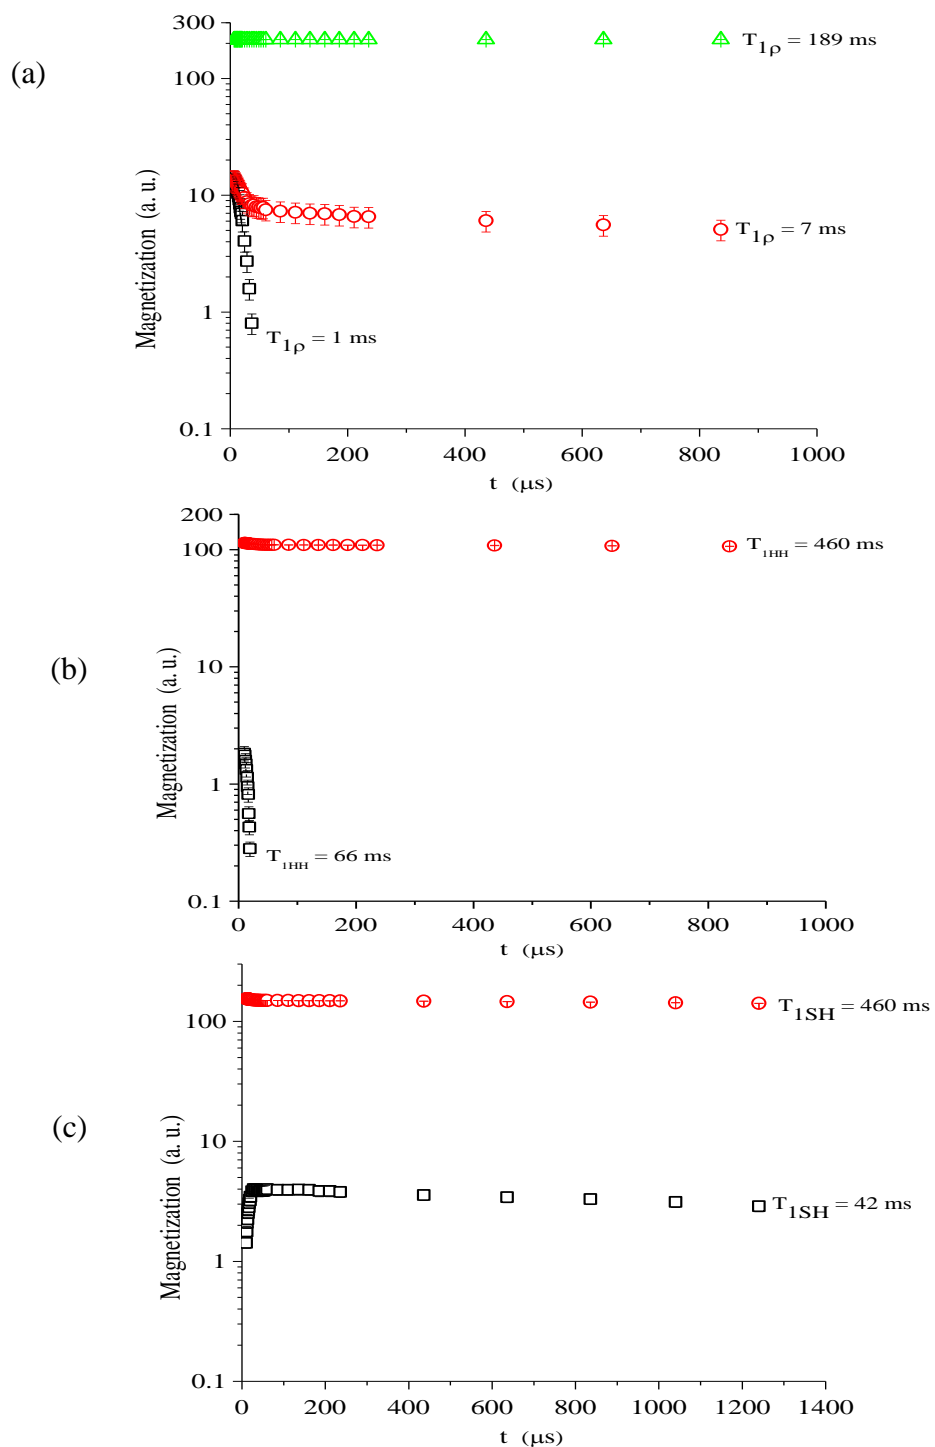 (a)
Magnetization (a. u.)
300
100
10
1
0.1
T1ρ = 189 ms
T1ρ = 7 ms
T1ρ = 1 ms
0 200 400 600 800 1000
t (μs)
(b)
Magnetization (a. u.)
200
100
10
1
0.1
T1HH = 460 ms
T1HH = 66 ms
0 200 400 600 800 1000
t (μs)
(c)
Magnetization (a. u.)
100
10
1
0.1
T1SH = 460 ms
T1SH = 42 ms
0 200 400 600 800 1000 1200 1400
t (μs)